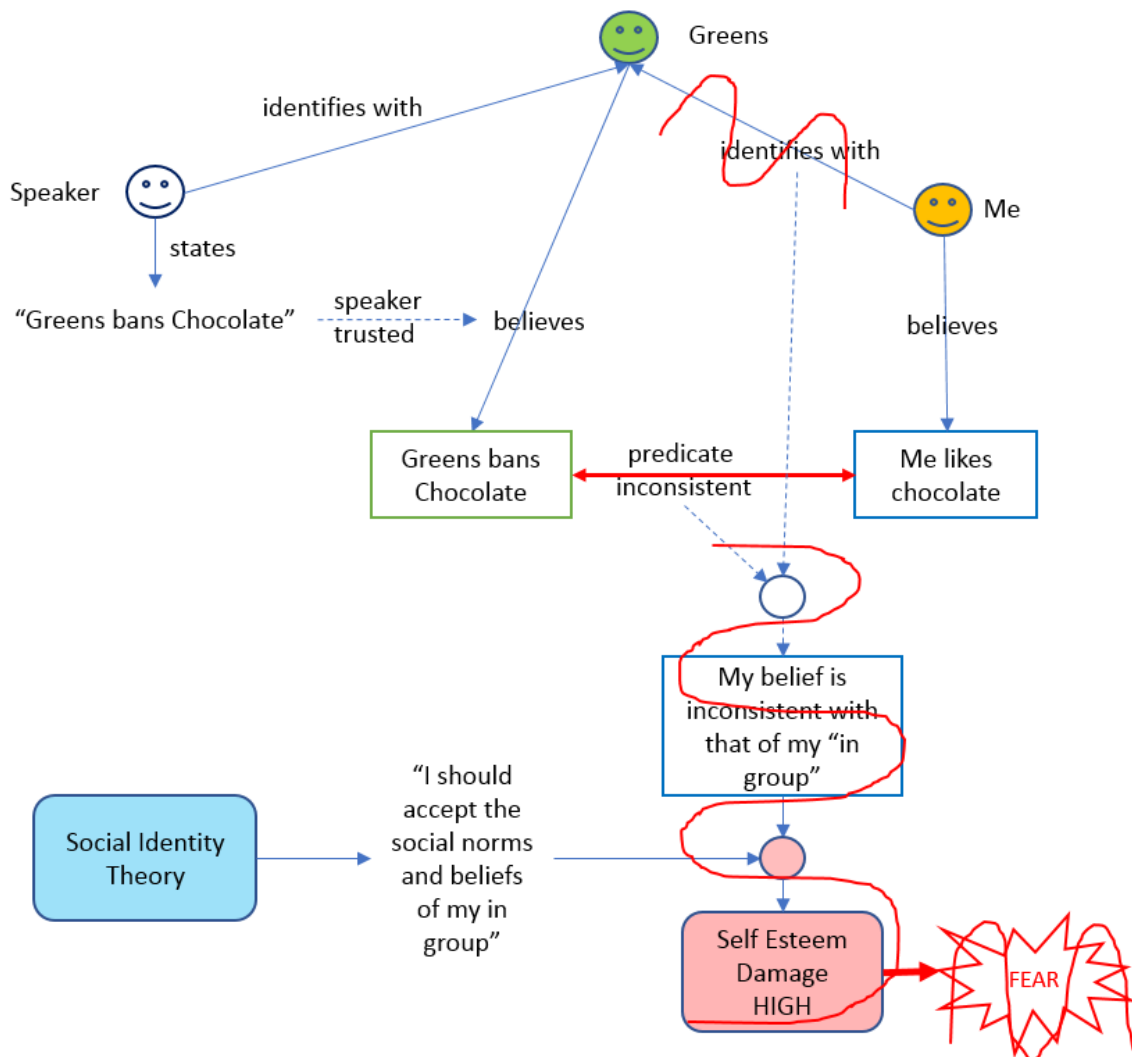 Greens
identifies with
identifies with
Speaker
Me
states
“Greens bans Chocolate”
speaker
trusted
believes
believes
Greens bans
Chocolate
predicate
inconsistent
Me likes
chocolate
My belief is
inconsistent with
that of my “in
group”
Social Identity
Theory
“I should
accept the
social norms
and beliefs
of my in
group”
Self Esteem
Damage
HIGH
FEAR